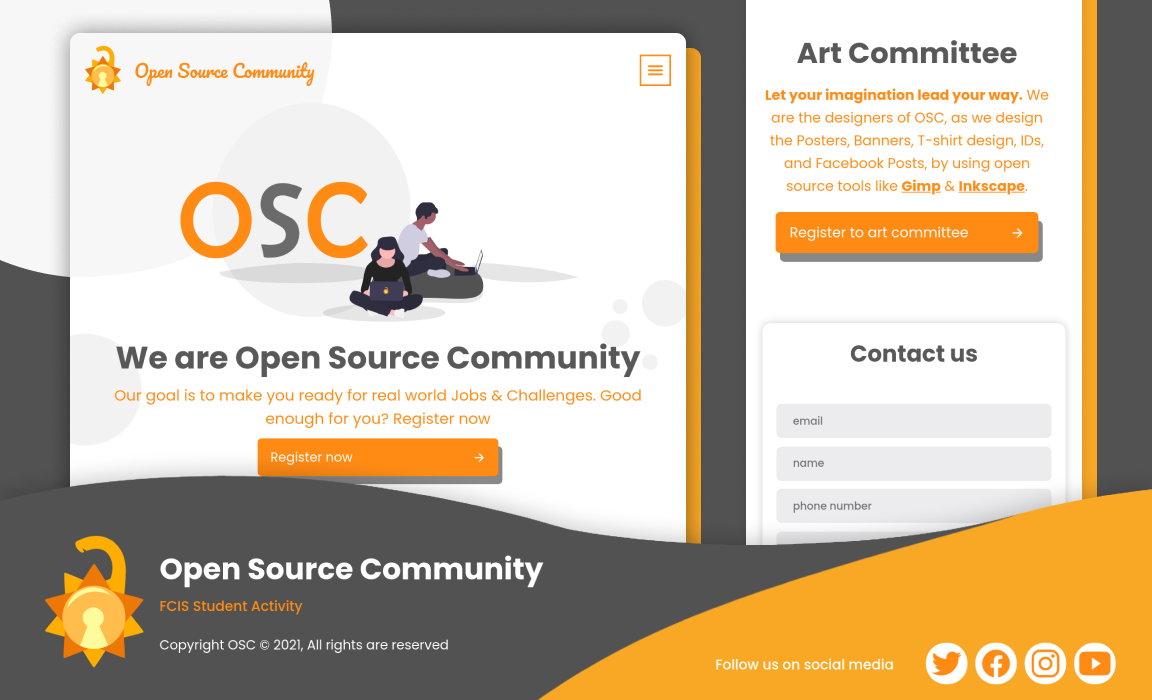 Open Source Community
OSC
We are Open Source Community
Our goal is to make you ready for real world Jobs & Challenges. Good
enough for you? Register now
Register now
Art Committee
Let your imagination lead your way. We
are the designers of OSC, as we design
the Posters, Banners, T-shirt design, IDs,
and Facebook Posts, by using open
source tools like Gimp & Inkscape.
Register to art committee
Contact us
email
name
phone number
Open Source Community
FCIS Student Activity
Copyright OSC © 2021, All rights are reserved
Follow us on social media